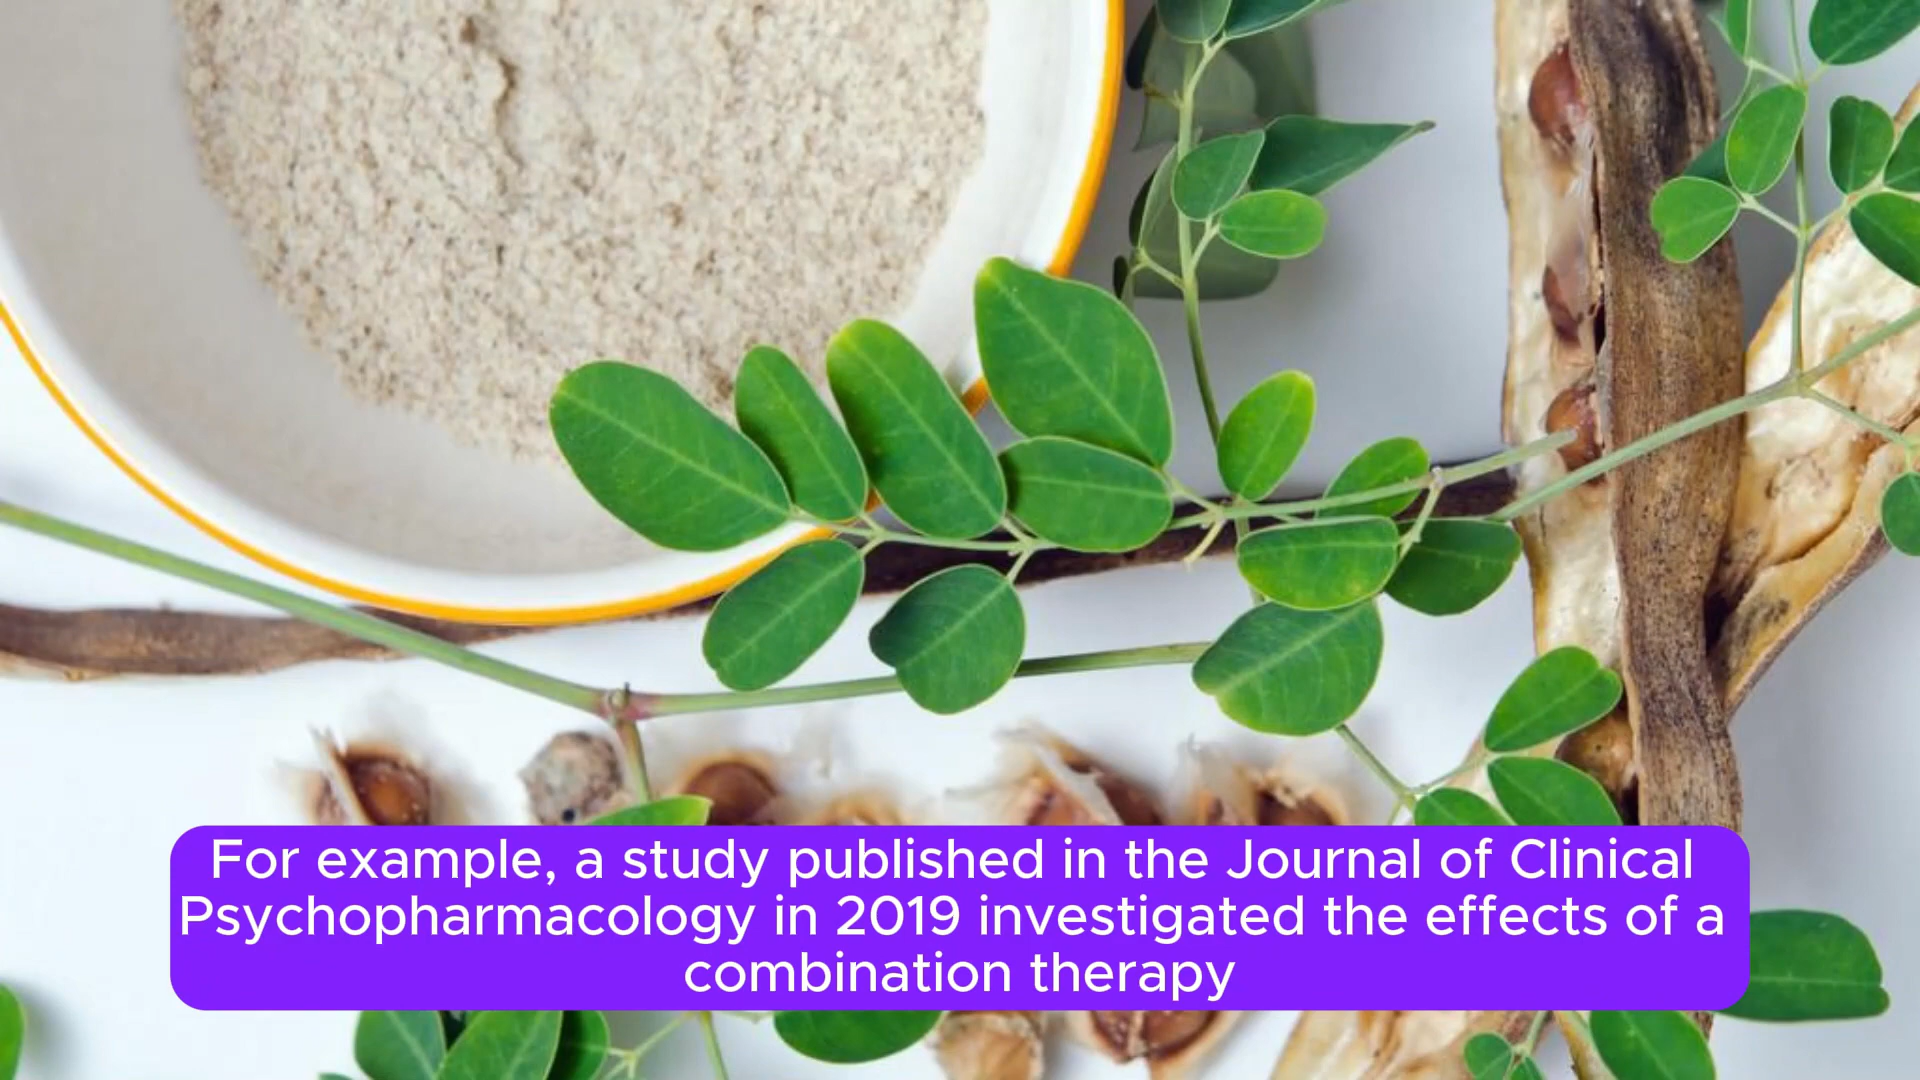 For example, a study published in the Journal of Clinical
Psychopharmacology in 2019 investigated the effects of a
combination therapy